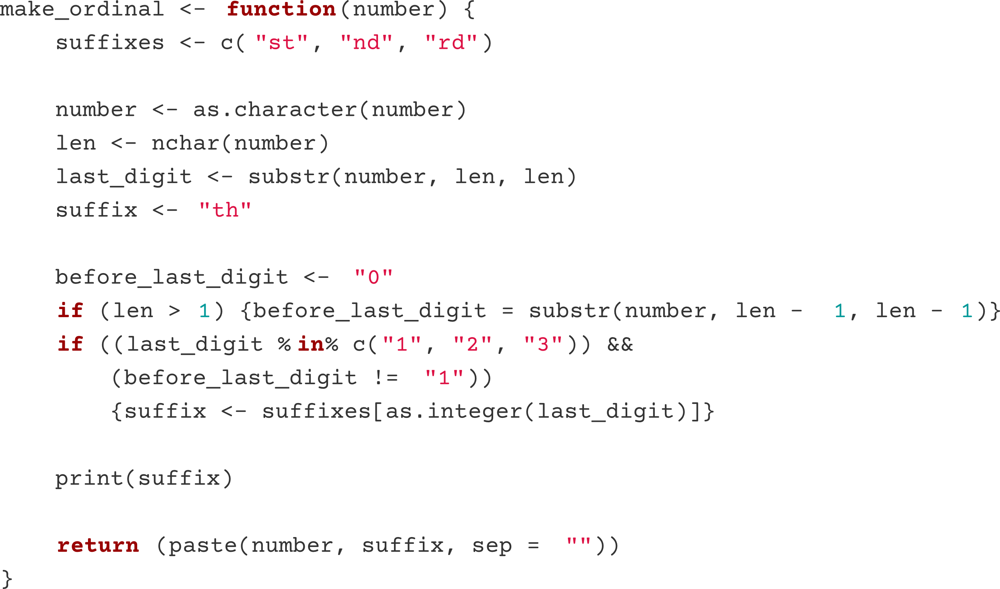 make_ordinal <- function(number) {
suffixes <- c("st", "nd", "rd")
number <- as.character(number)
len <- nchar(number)
last_digit <- substr(number, len, len)
suffix <- "th"
before_last_digit <- "0"
if (len > 1) {before_last_digit = substr(number, len - 1, len - 1)}
if ((last_digit %in% c("1", "2", "3")) &&
(before_last_digit != "1"))
{suffix <- suffixes[as.integer(last_digit)]}
print(suffix)
return (paste(number, suffix, sep = ""))
}